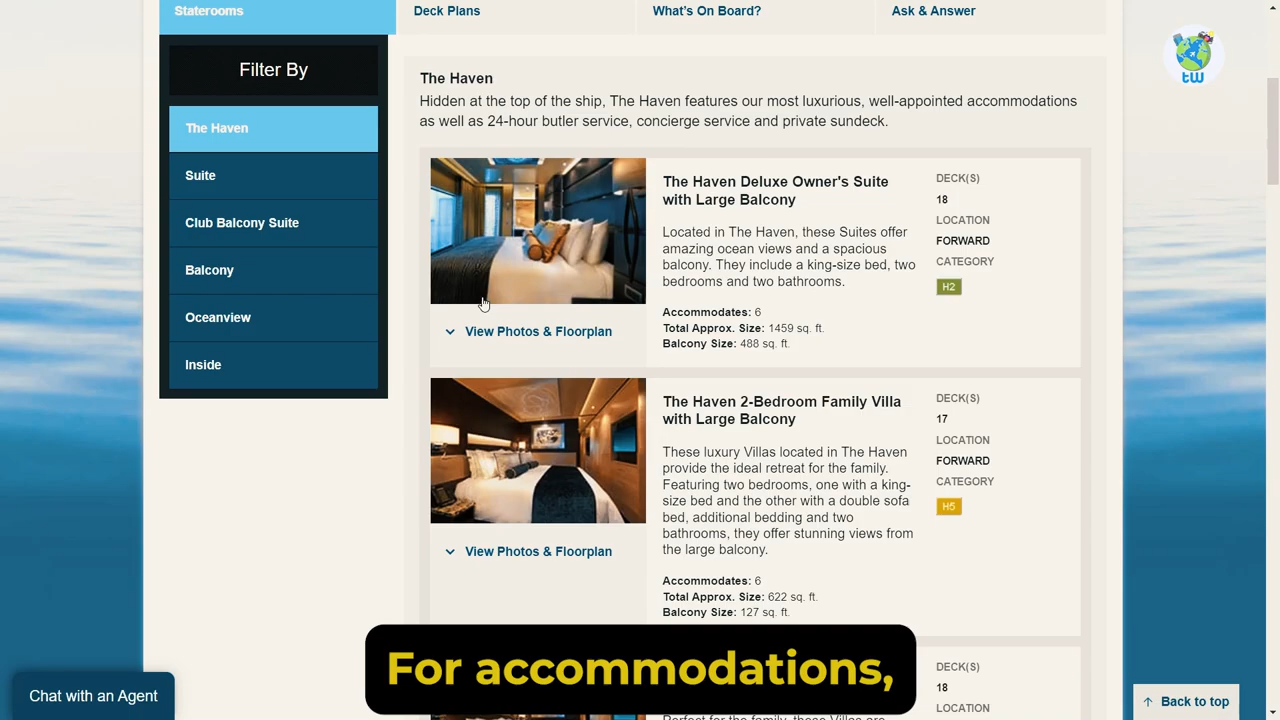 Staterooms
Deck Plans
What's On Board?
Ask & Answer
Filter By
The Haven
Suite
Club Balcony Suite
Balcony
Oceanview
Inside
The Haven
Hidden at the top of the ship, The Haven features our most luxurious, well-appointed accommodations
as well as 24-hour butler service, concierge service and private sundeck.
The Haven Deluxe Owner's Suite
with Large Balcony
Located in The Haven, these Suites offer
amazing ocean views and a spacious
balcony. They include a king-size bed, two
bedrooms and two bathrooms.
Accommodates: 6
Total Approx. Size: 1459 sq. ft.
Balcony Size: 488 sq. ft.
DECK(S)
18
LOCATION
FORWARD
CATEGORY
H2
View Photos & Floorplan
The Haven 2-Bedroom Family Villa
with Large Balcony
These luxury Villas located in The Haven
provide the ideal retreat for the family.
Featuring two bedrooms, one with a king-
size bed and the other with a double sofa
bed, additional bedding and two
bathrooms, they offer stunning views from
the large balcony.
Accommodates: 6
Total Approx. Size: 622 sq. ft.
Balcony Size: 127 sq. ft.
DECK(S)
17
LOCATION
FORWARD
CATEGORY
H5
View Photos & Floorplan
DECK(S)
18
LOCATION
For accommodations,
Chat with an Agent
Back to top
tw